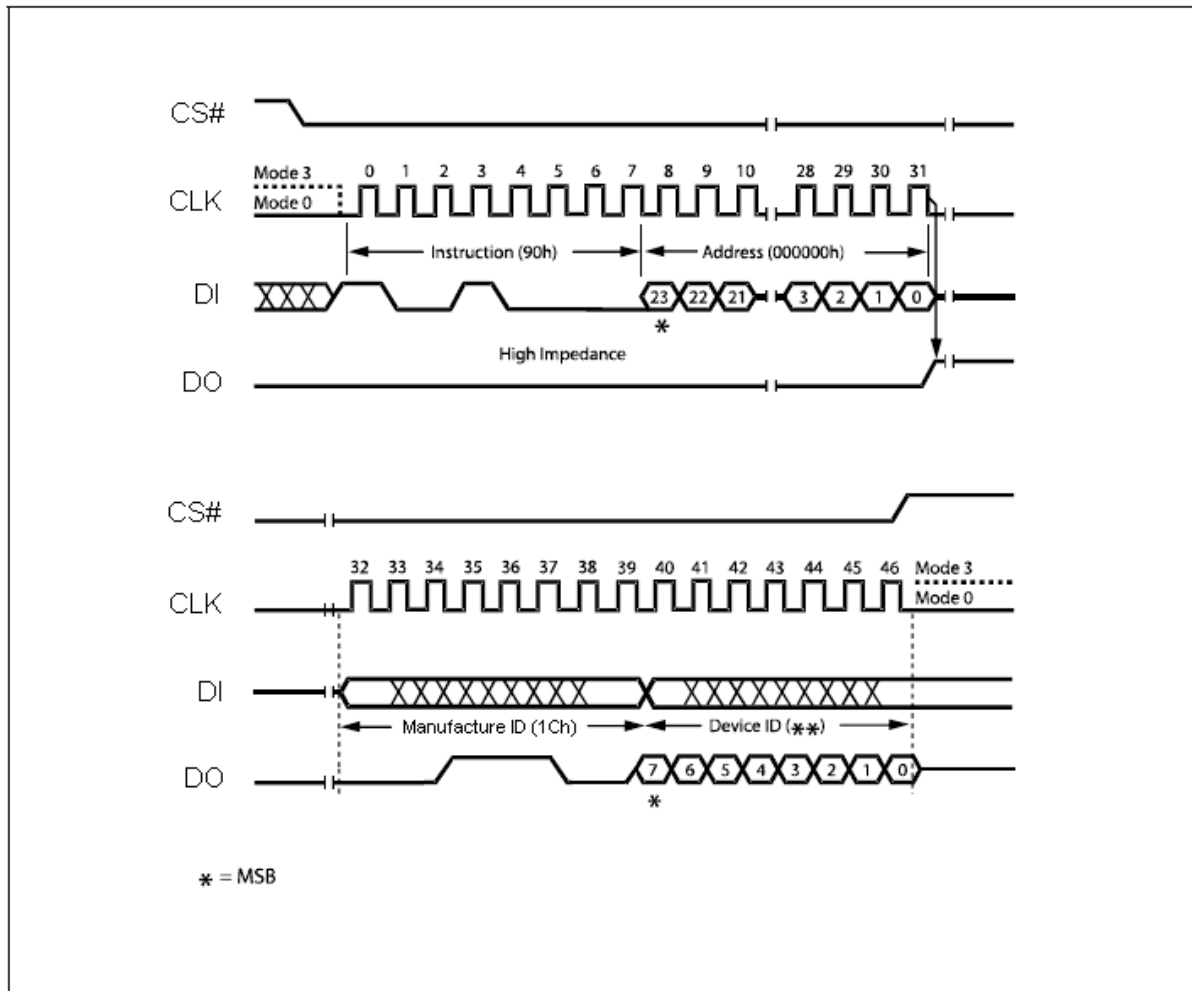 CS#
Mode 3
Mode 0
CLK
0 1 2 3 4 5 6 7 8 9 10 28 29 30 31
Instruction (90h)
Address (000000h)
DI
23 22 21 3 2 1 0
*
High Impedance
DO
CS#
32 33 34 35 36 37 38 39 40 41 42 43 44 45 46
Mode 3
Mode 0
CLK
DI
Manufacture ID (1Ch)
Device ID (**)
DO
7 6 5 4 3 2 1 0
*
* = MSB